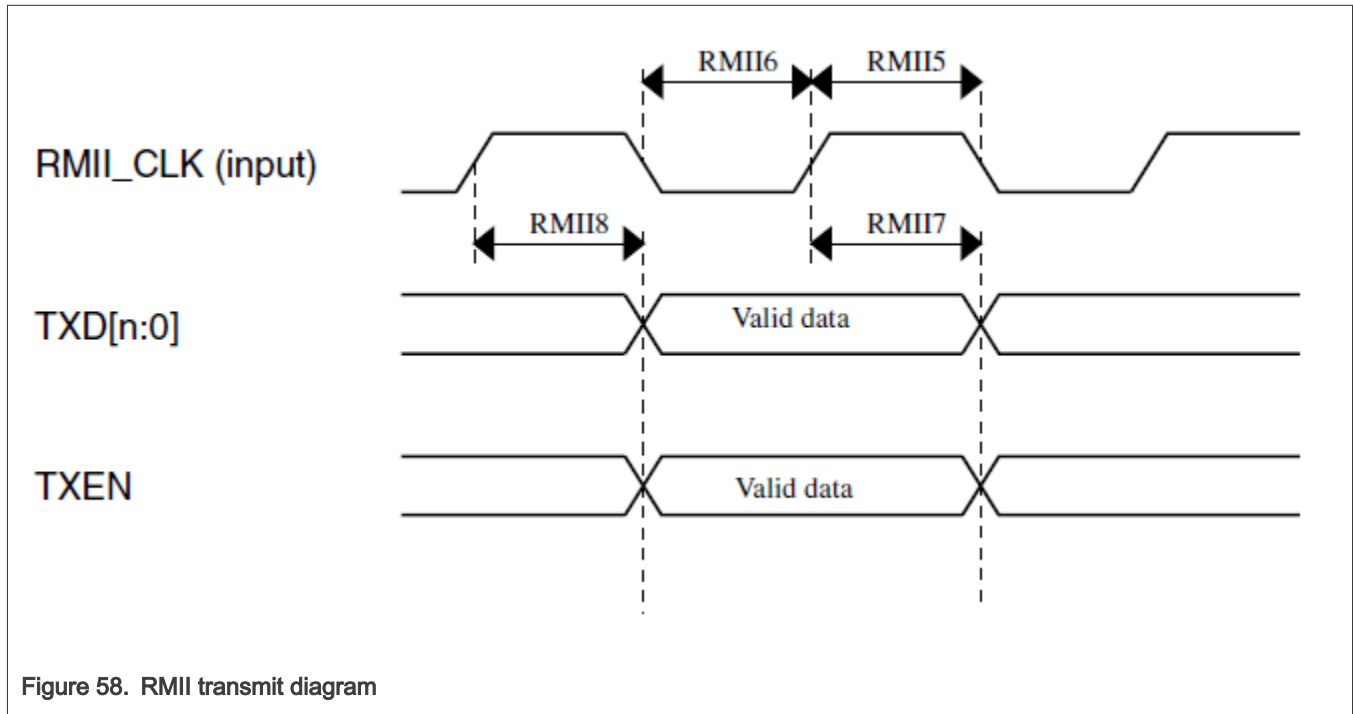 RMII6
RMII5
RMII_CLK (input)
RMII8
RMII7
TXD[n:0]
Valid data
TXEN
Valid data
Figure 58. RMII transmit diagram